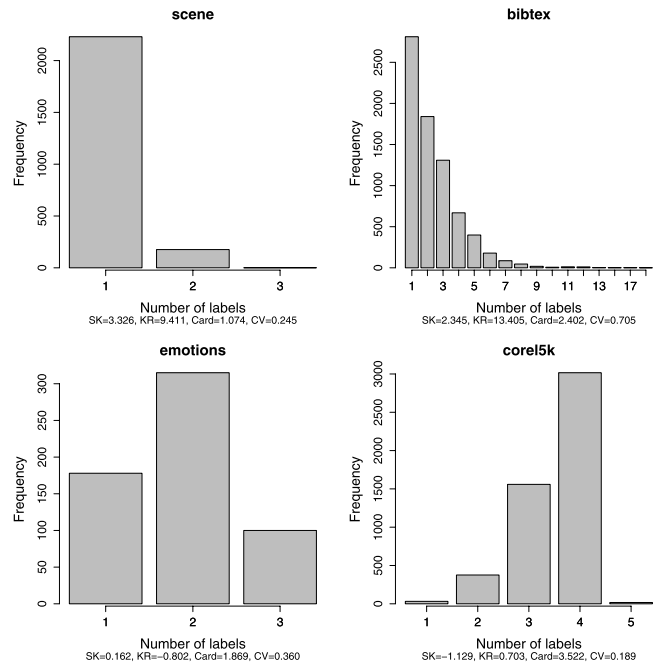 scene
Frequency
0 500 1000 1500 2000
1 2 3
Number of labels
SK=3.326, KR=9.411, Card=1.074, CV=0.245
bibtex
Frequency
0 500 1000 1500 2000 2500
1 3 5 7 9 11 13 17
Number of labels
SK=2.345, KR=13.405, Card=2.402, CV=0.705
emotions
Frequency
0 50 100 150 200 250 300
1 2 3
Number of labels
SK=0.162, KR=−0.802, Card=1.869, CV=0.360
corel5k
Frequency
0 500 1000 1500 2000 2500 3000
1 2 3 4 5
Number of labels
SK=−1.129, KR=0.703, Card=3.522, CV=0.189